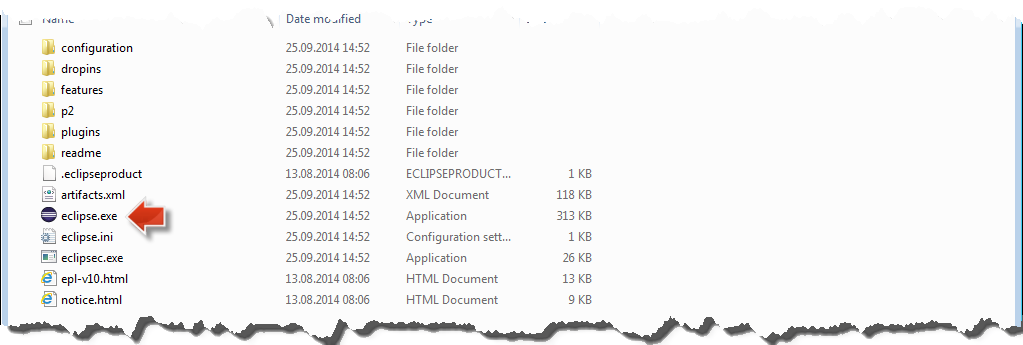 Name Date modified Type
configuration 25.09.2014 14:52 File folder
dropins 25.09.2014 14:52 File folder
features 25.09.2014 14:52 File folder
p2 25.09.2014 14:52 File folder
plugins 25.09.2014 14:52 File folder
readme 25.09.2014 14:52 File folder
.eclipseproduct 13.08.2014 08:06 ECLIPSEPRODUCT... 1 KB
artifacts.xml 25.09.2014 14:52 XML Document 118 KB
eclipse.exe 25.09.2014 14:52 Application 313 KB
eclipse.ini 25.09.2014 14:52 Configuration sett... 1 KB
eclipsec.exe 25.09.2014 14:52 Application 26 KB
epl-v10.html 13.08.2014 08:06 HTML Document 13 KB
notice.html 13.08.2014 08:06 HTML Document 9 KB